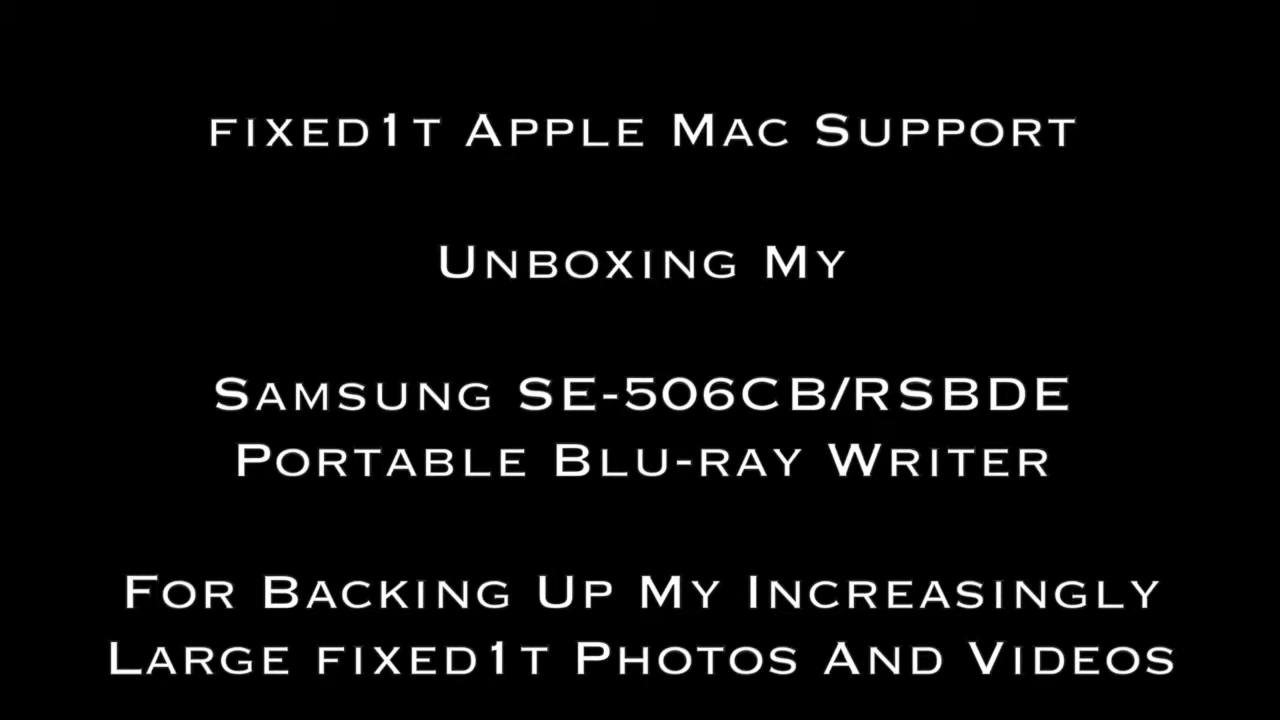 fixed1t Apple Mac Support
Unboxing My
Samsung SE-506CB/RSBDE
Portable Blu-ray Writer
For Backing Up My Increasingly
Large fixed1t Photos And Videos